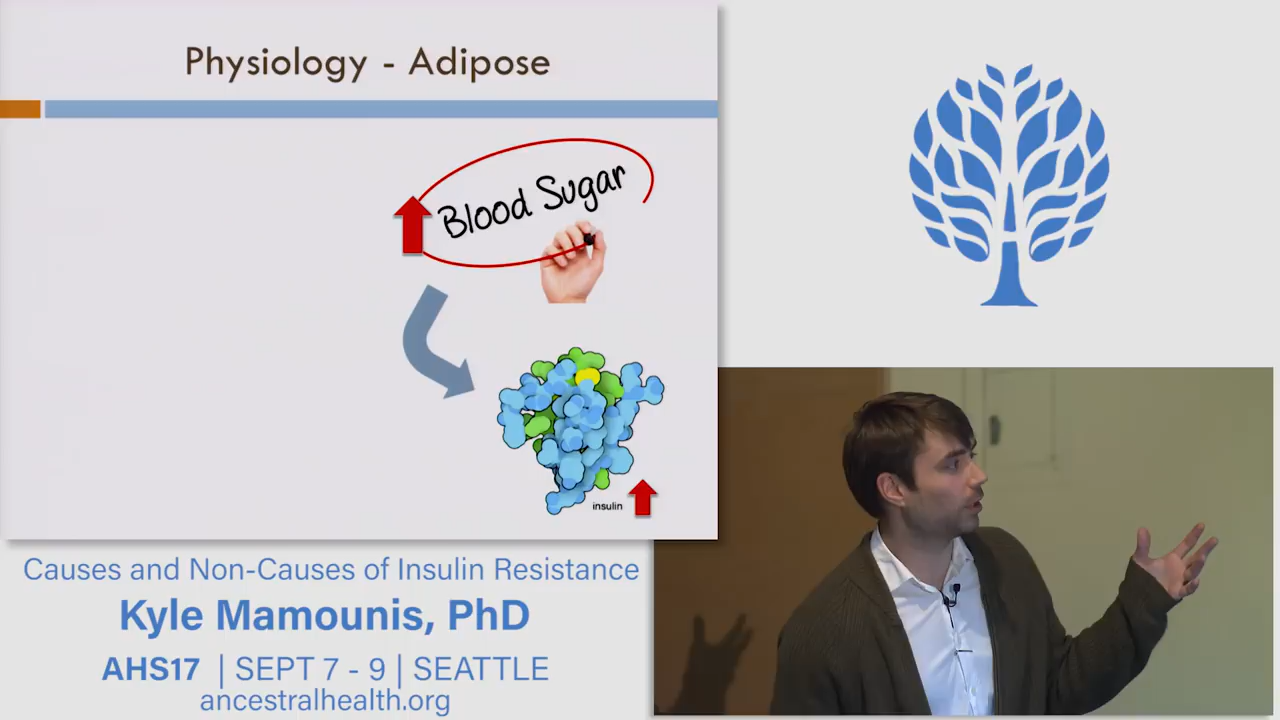 Physiology - Adipose
Blood Sugar
insulin
Causes and Non-Causes of Insulin Resistance
Kyle Mamounis, PhD
AHS17 | SEPT 7 - 9 | SEATTLE
ancestralhealth.org